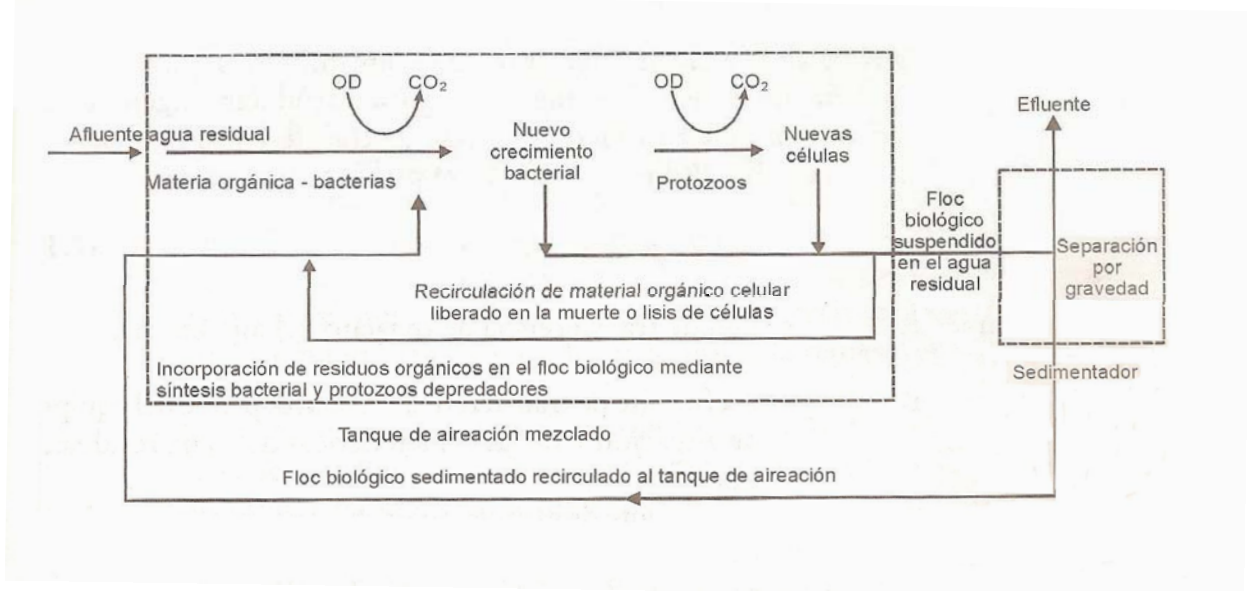 OD
CO₂
OD
CO₂
Efluente
Afluente agua residual
Nuevo
crecimiento
bacterial
Nuevas
células
Materia orgánica - bacterias
Protozoos
Floc
biológico
suspendido
en el agua
residual
Separación
por
gravedad
Recirculación de material orgánico celular
liberado en la muerte o lisis de células
Incorporación de residuos orgánicos en el floc biológico mediante
síntesis bacterial y protozoos depredadores
Sedimentador
Tanque de aireación mezclado
Floc biológico sedimentado recirculado al tanque de aireación